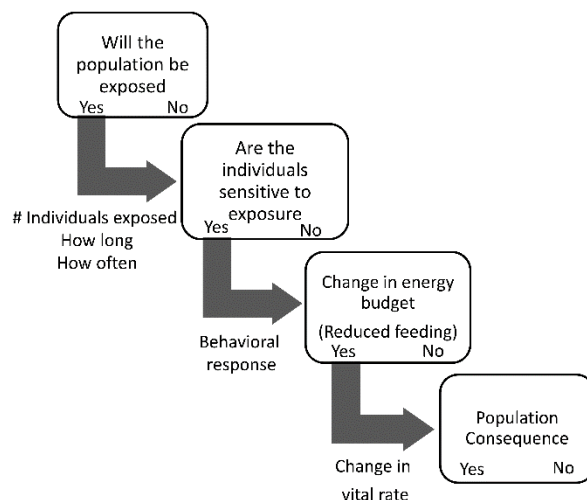 Will the
population be
exposed
Yes No
# Individuals exposed
How long
How often
Are the
individuals
sensitive to
exposure
Yes No
Behavioral
response
Change in energy
budget
(Reduced feeding)
Yes No
Change in
vital rate
Population
Consequence
Yes No